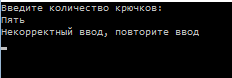 Введите количество крючков:
Пять
Некорректный ввод, повторите ввод